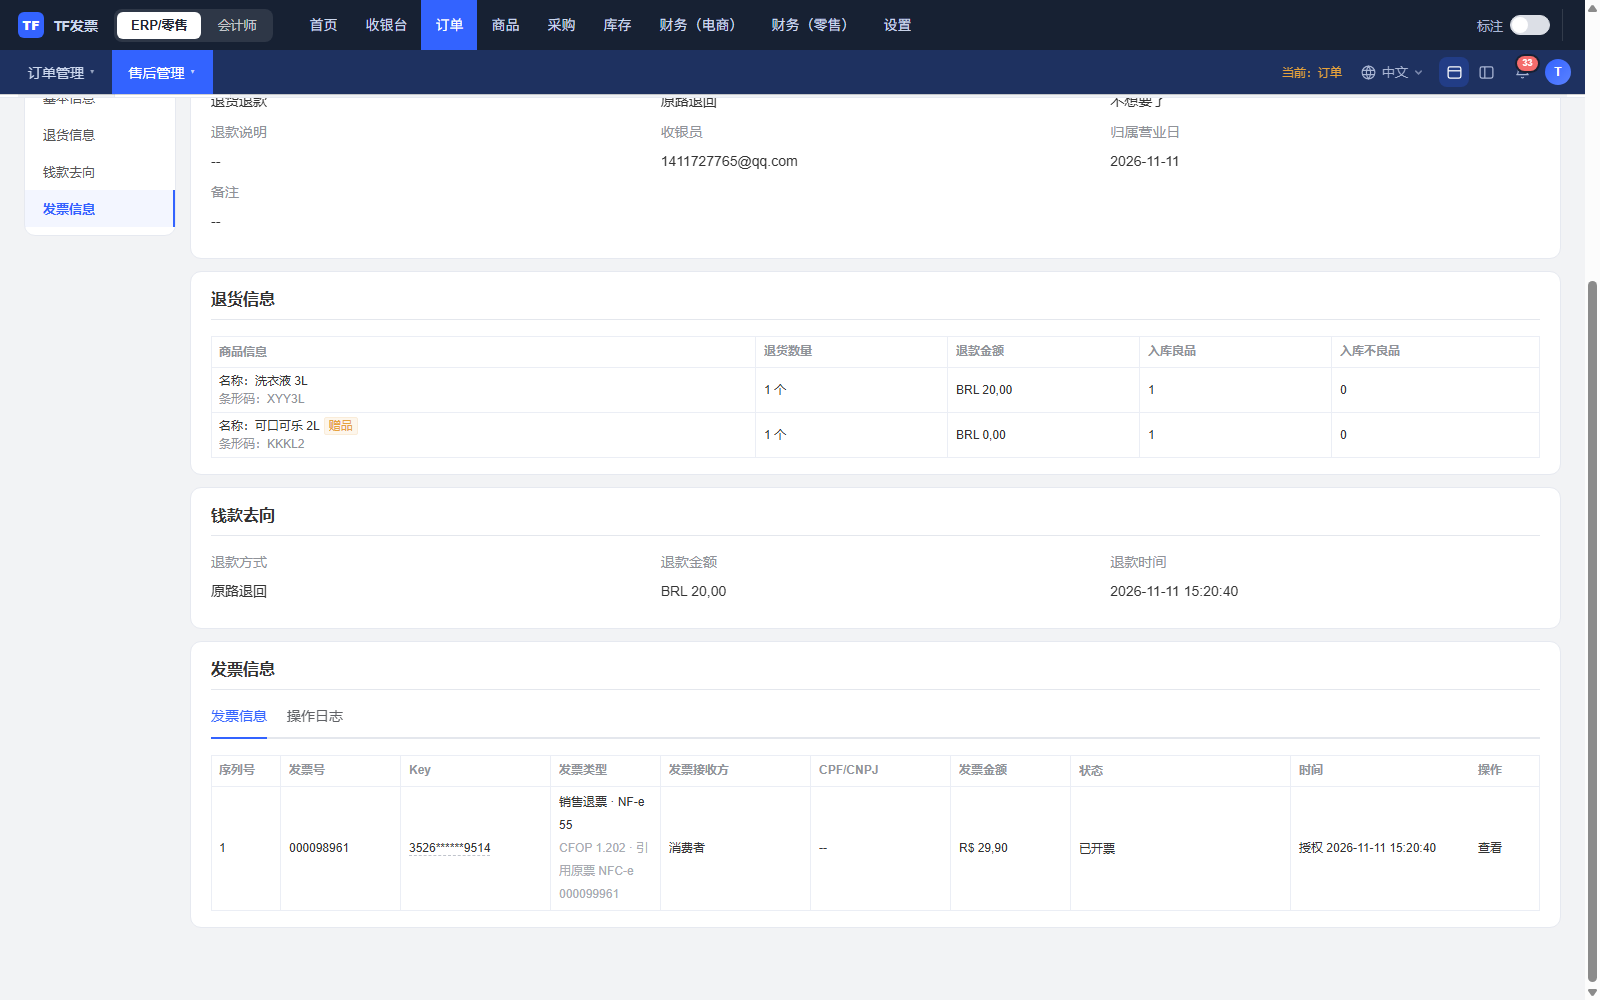 TF TF发票 ERP/零售 会计师 首页 收银台 订单 商品 采购 库存 财务（电商） 财务（零售） 设置 标注
订单管理 售后管理 当前：订单 中文 33 T
基本信息
退货信息
钱款去向
发票信息
退货退款 原路退回 不想要了
退款说明 收银员 归属营业日
-- 1411727765@qq.com 2026-11-11
备注
--
退货信息
商品信息 退货数量 退款金额 入库良品 入库不良品
名称：洗衣液 3L
条形码：XYY3L
1 个 BRL 20,00 1 0
名称：可口可乐 2L 赠品
条形码：KKKL2
1 个 BRL 0,00 1 0
钱款去向
退款方式 退款金额 退款时间
原路退回 BRL 20,00 2026-11-11 15:20:40
发票信息
发票信息 操作日志
序列号 发票号 Key 发票类型 发票接收方 CPF/CNPJ 发票金额 状态 时间 操作
1 000098961 3526******9514
销售退票 · NF-e
55
CFOP 1.202 · 引
用原票 NFC-e
000099961
消费者 -- R$ 29,90 已开票 授权 2026-11-11 15:20:40 查看